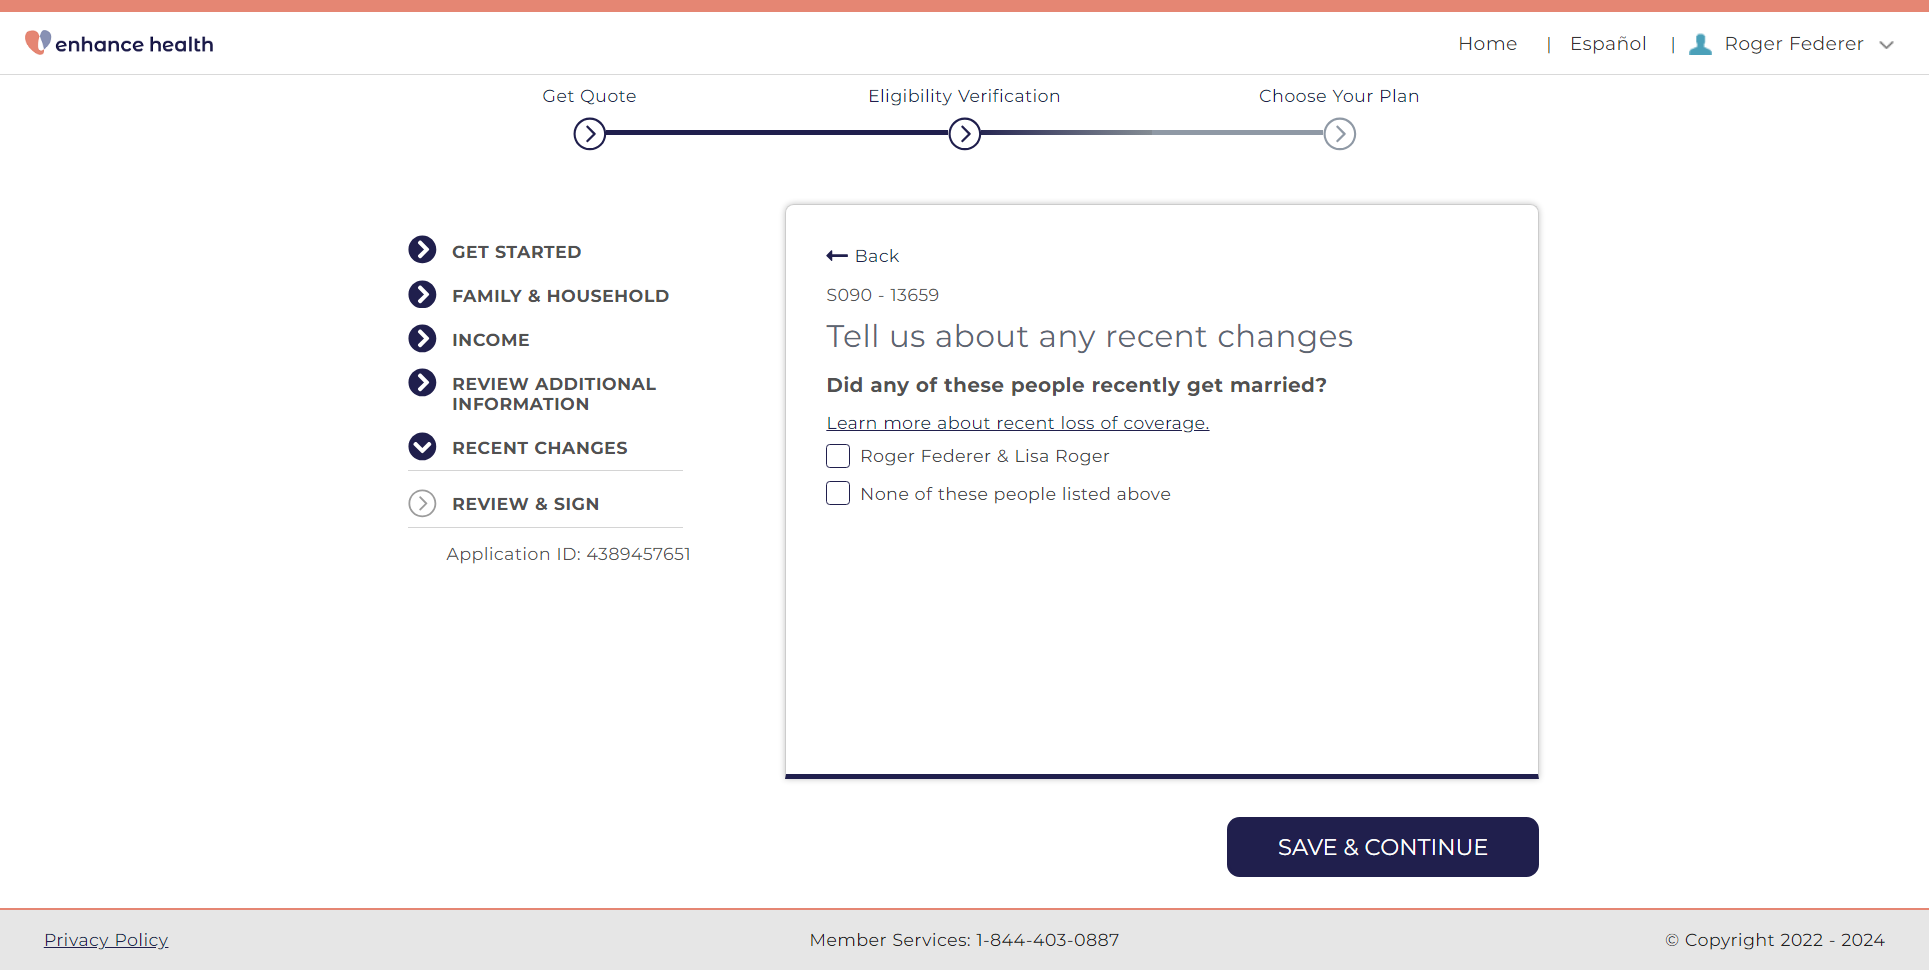 enhance health
Home | Español | Roger Federer
Get Quote
Eligibility Verification
Choose Your Plan
GET STARTED
FAMILY & HOUSEHOLD
INCOME
REVIEW ADDITIONAL
INFORMATION
RECENT CHANGES
REVIEW & SIGN
Application ID: 4389457651
Back
S090 - 13659
Tell us about any recent changes
Did any of these people recently get married?
Learn more about recent loss of coverage.
Roger Federer & Lisa Roger
None of these people listed above
SAVE & CONTINUE
Privacy Policy
Member Services: 1-844-403-0887
© Copyright 2022 - 2024